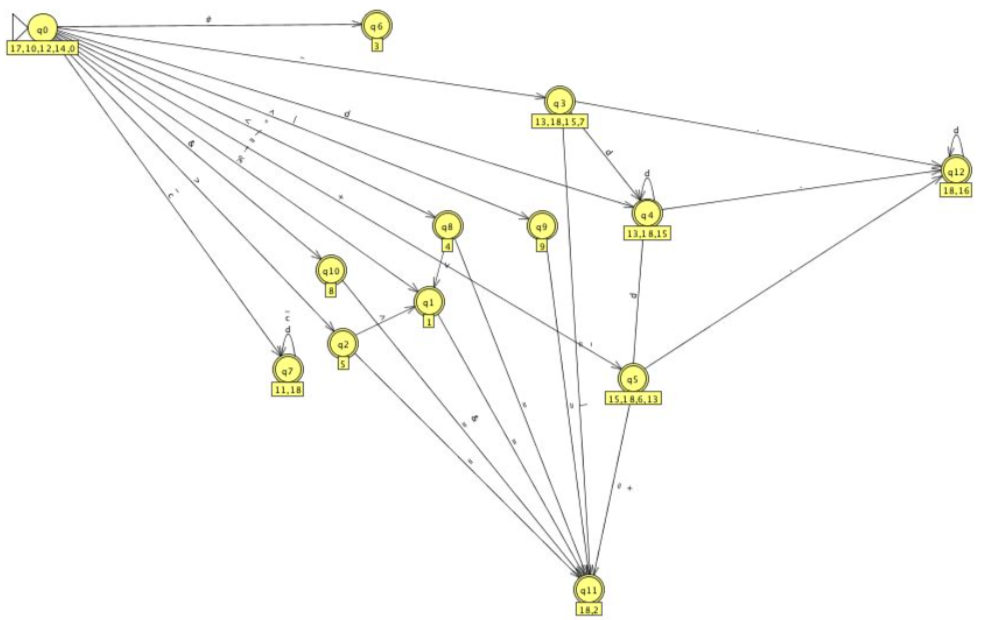 q0
17,10,12,14,0
q6
3
q3
13,18,15,7
d
d
d
q12
18,16
d
q4
13,18,15
q8
4
q9
9
q10
8
q1
1
d
q2
5
c
d
q7
11,18
q5
15,18,6,13
=
=
=
=
+
q11
18,2